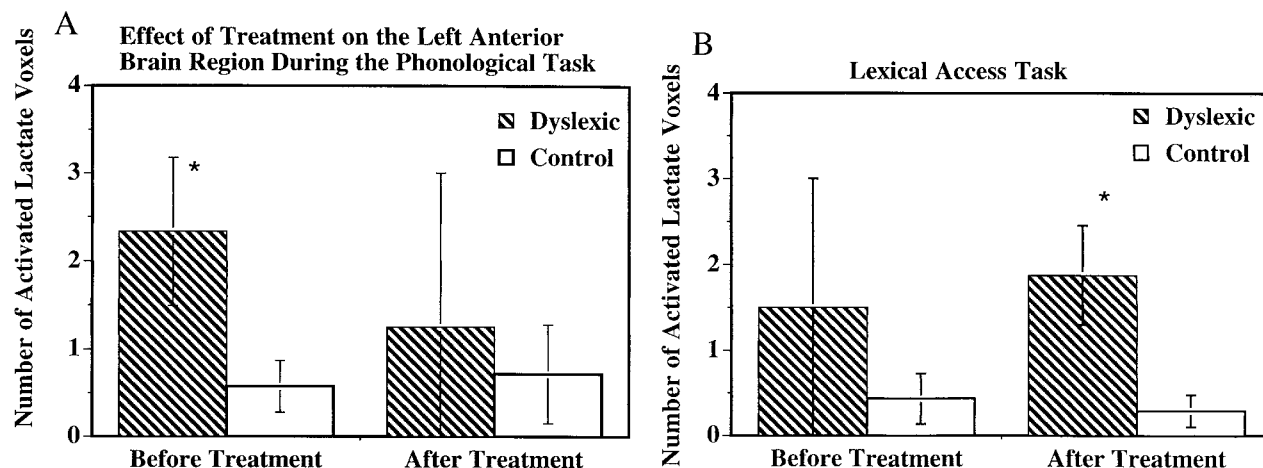 A
Effect of Treatment on the Left Anterior
Brain Region During the Phonological Task
Number of Activated Lactate Voxels
4
3
2
1
0
*
Dyslexic
Control
Before Treatment
After Treatment
B
Lexical Access Task
Number of Activated Lactate Voxels
4
3
2
1
0
*
Dyslexic
Control
Before Treatment
After Treatment